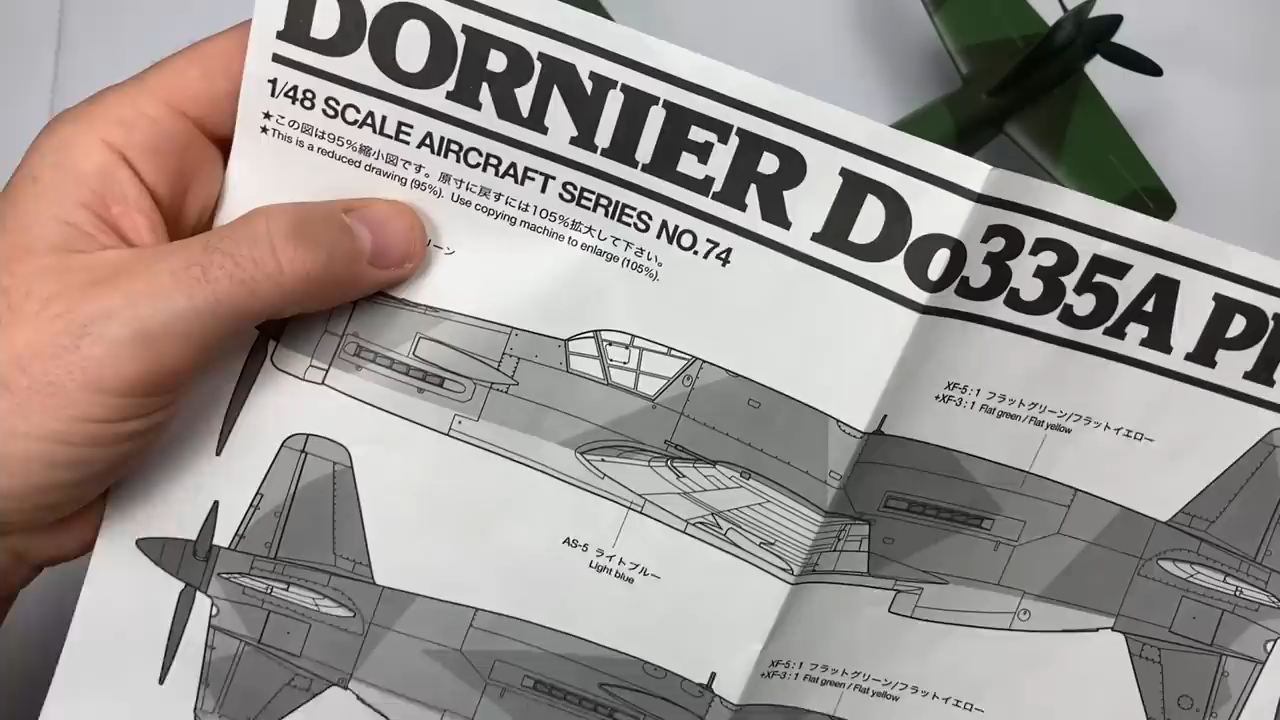 DORNIER Do335A
1/48 SCALE AIRCRAFT SERIES NO.74
★この図は95%縮小図です。原寸に戻すには105%拡大して下さい。
★This is a reduced drawing (95%). Use copying machine to enlarge (105%).
XF-5 : 1 フラットグリーン/フラットイエロー
+XF-3 : 1 Flat green / Flat yellow
AS-5 ライトブルー
Light blue
XF-5 : 1 フラットグリーン/フラットイエロー
+XF-3 : 1 Flat green / Flat yellow